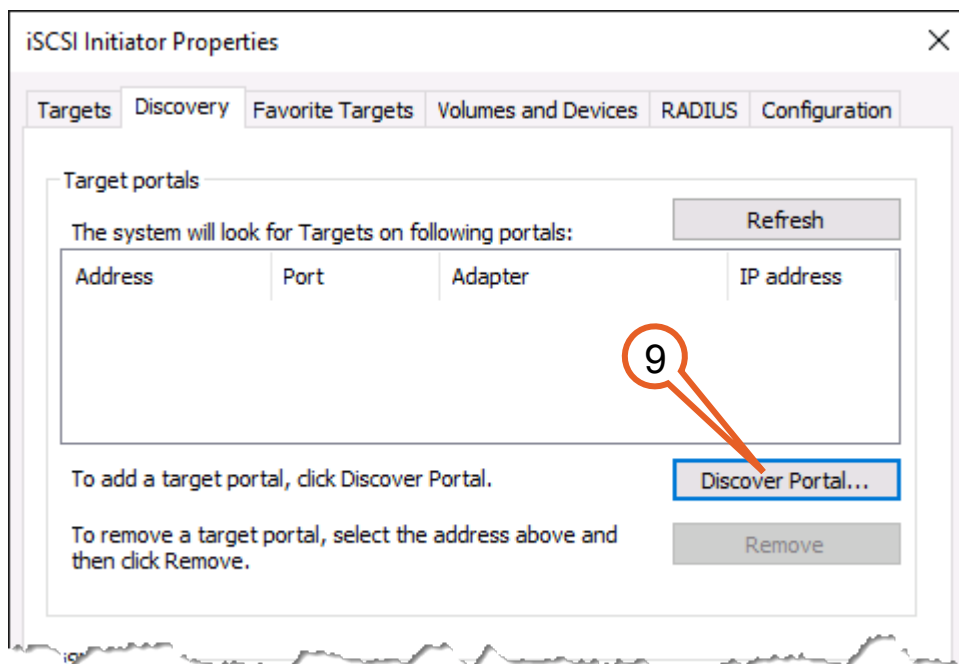 iSCSI Initiator Properties
Targets Discovery Favorite Targets Volumes and Devices RADIUS Configuration
Target portals
The system will look for Targets on following portals:
Refresh
Address Port Adapter IP address
9
To add a target portal, click Discover Portal.
Discover Portal...
To remove a target portal, select the address above and
then click Remove.
Remove